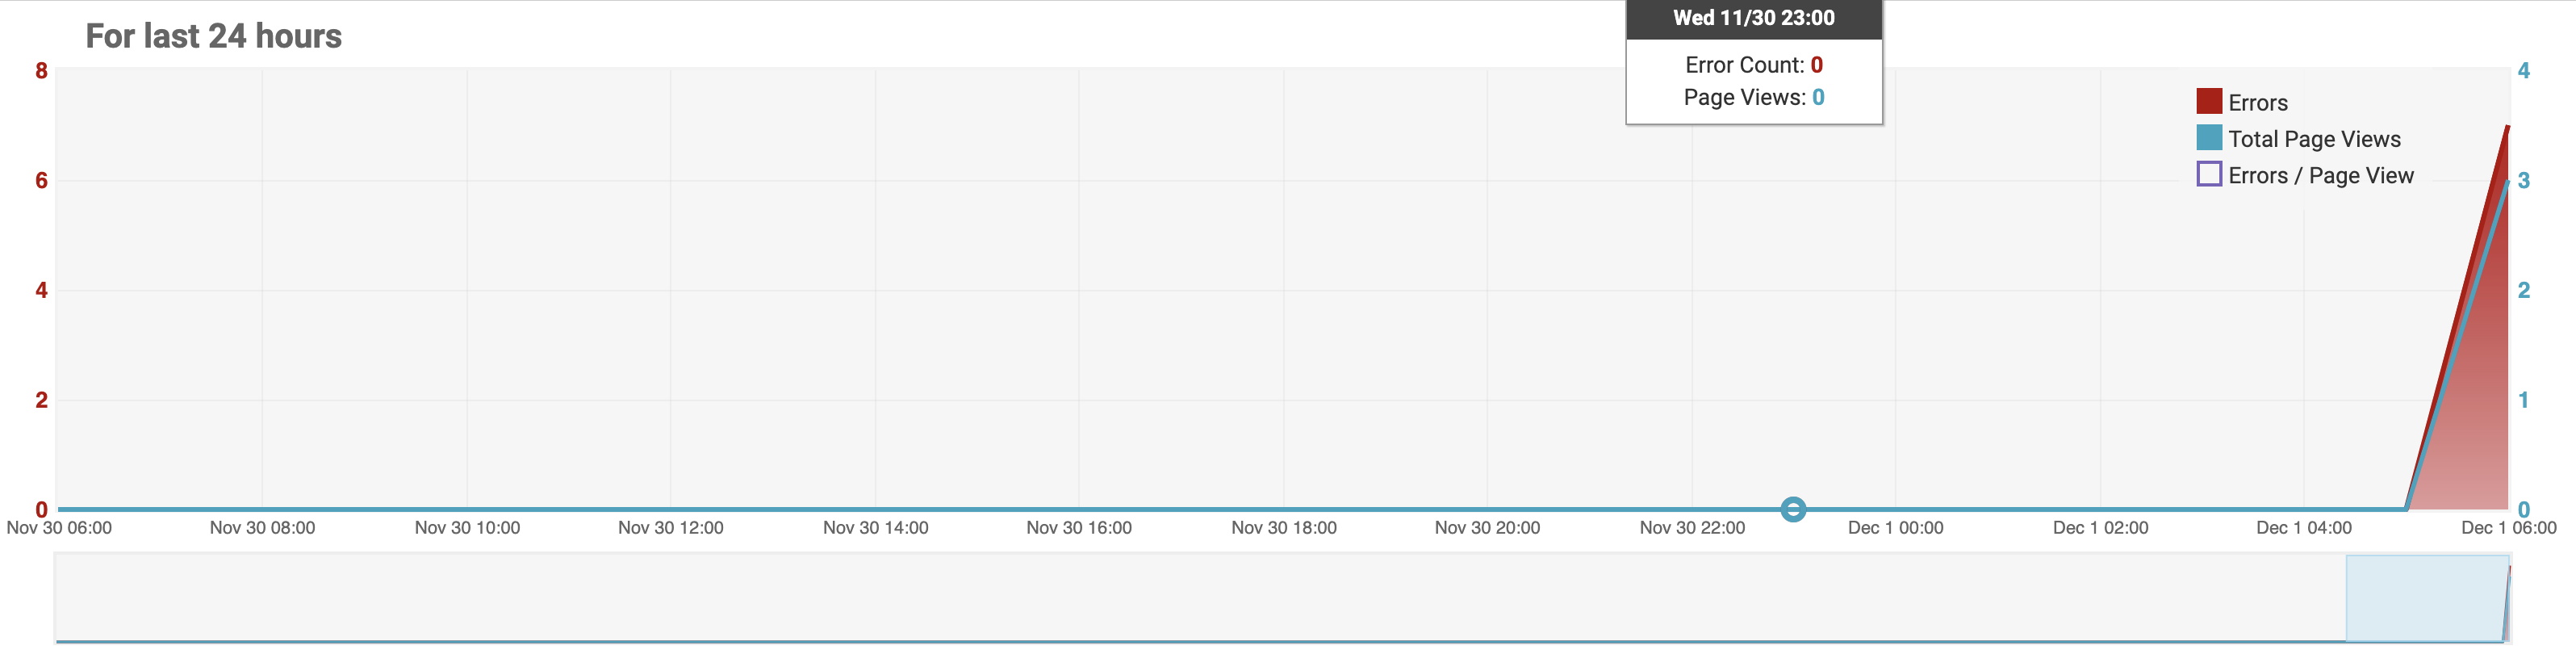 For last 24 hours
Wed 11/30 23:00
Error Count: 0
Page Views: 0
8
6
4
2
0
4
3
2
1
0
Errors
Total Page Views
Errors / Page View
Nov 30 06:00
Nov 30 08:00
Nov 30 10:00
Nov 30 12:00
Nov 30 14:00
Nov 30 16:00
Nov 30 18:00
Nov 30 20:00
Nov 30 22:00
Dec 1 00:00
Dec 1 02:00
Dec 1 04:00
Dec 1 06:00